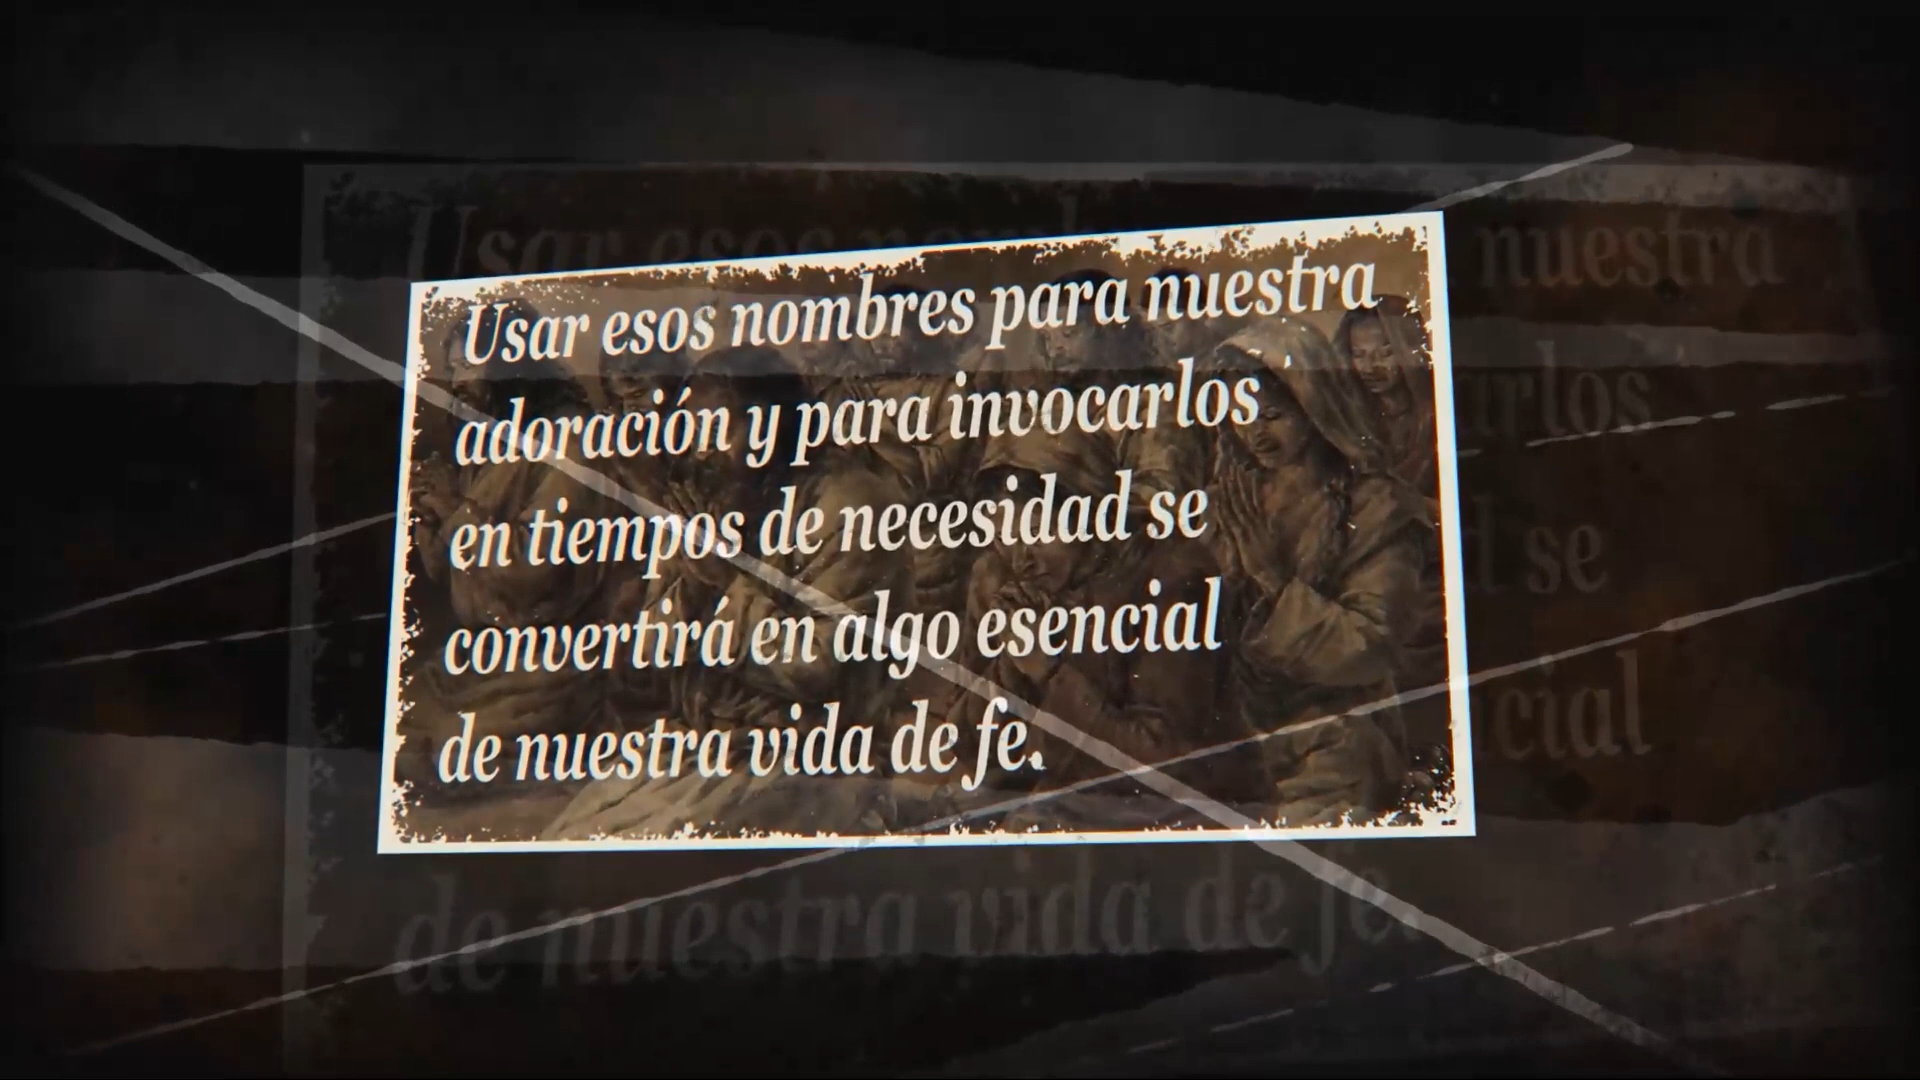 Usar esos nombres para nuestra
adoración y para invocarlos
en tiempos de necesidad se
convertirá en algo esencial
de nuestra vida de fe.